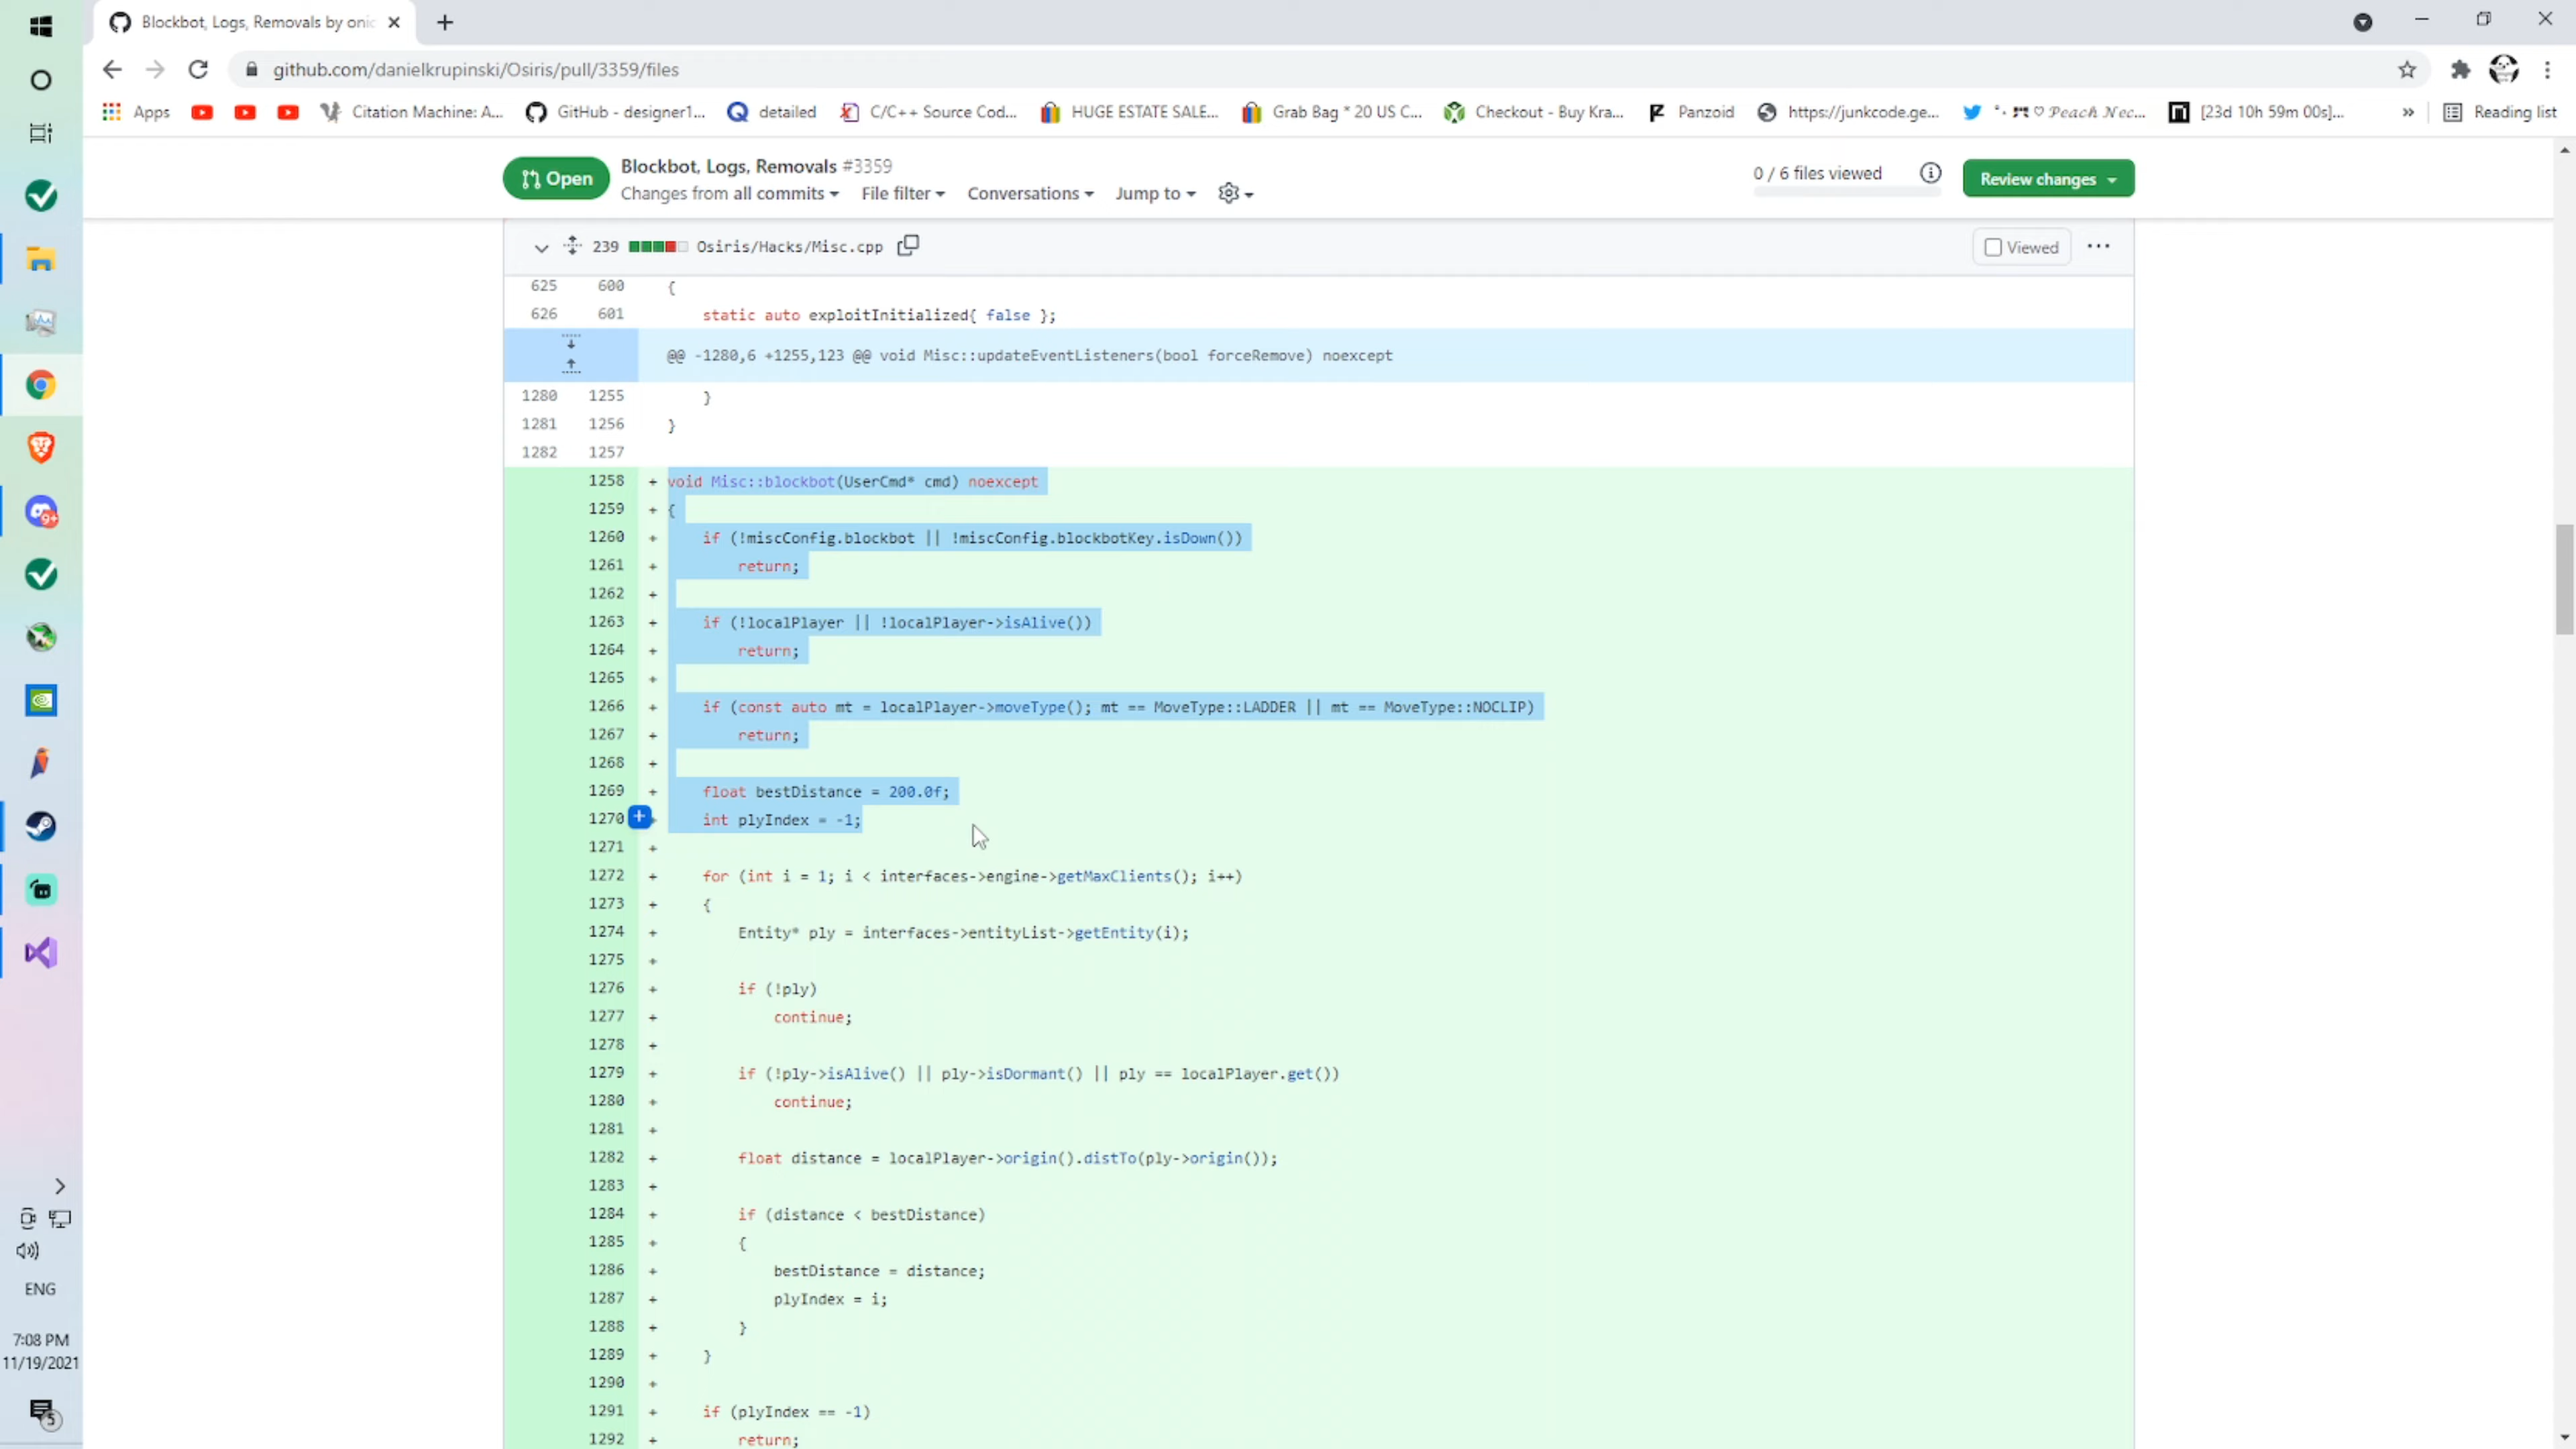 Blockbot, Logs, Removals by onic
github.com/danielkrupinski/Osiris/pull/3359/files
Apps
Citation Machine: A...
GitHub - designer1...
detailed
C/C++ Source Cod...
HUGE ESTATE SALE...
Grab Bag * 20 US C...
Checkout - Buy Kra...
Panzoid
https://junkcode.ge...
♡ 𝓟𝓮𝓪𝓬𝓱 𝓝𝓮𝓬...
[23d 10h 59m 00s]...
»
Reading list
Open
Blockbot, Logs, Removals #3359
Changes from all commits
File filter
Conversations
Jump to
0 / 6 files viewed
Review changes
239 Osiris/Hacks/Misc.cpp
Viewed
625 600 {
626 601 static auto exploitInitialized{ false };
@@ -1280,6 +1255,123 @@ void Misc::updateEventListeners(bool forceRemove) noexcept
1280 1255 }
1281 1256 }
1282 1257
1258 + void Misc::blockbot(UserCmd* cmd) noexcept
1259 + {
1260 + if (!miscConfig.blockbot || !miscConfig.blockbotKey.isDown())
1261 + return;
1262 +
1263 + if (!localPlayer || !localPlayer->isAlive())
1264 + return;
1265 +
1266 + if (const auto mt = localPlayer->moveType(); mt == MoveType::LADDER || mt == MoveType::NOCLIP)
1267 + return;
1268 +
1269 + float bestDistance = 200.0f;
1270 + int plyIndex = -1;
1271 +
1272 + for (int i = 1; i < interfaces->engine->getMaxClients(); i++)
1273 + {
1274 + Entity* ply = interfaces->entityList->getEntity(i);
1275 +
1276 + if (!ply)
1277 + continue;
1278 +
1279 + if (!ply->isAlive() || ply->isDormant() || ply == localPlayer.get())
1280 + continue;
1281 +
1282 + float distance = localPlayer->origin().distTo(ply->origin());
1283 +
1284 + if (distance < bestDistance)
1285 + {
1286 + bestDistance = distance;
1287 + plyIndex = i;
1288 + }
1289 + }
1290 +
1291 + if (plyIndex == -1)
1292 + return;
9+
ENG
7:08 PM
11/19/2021
5